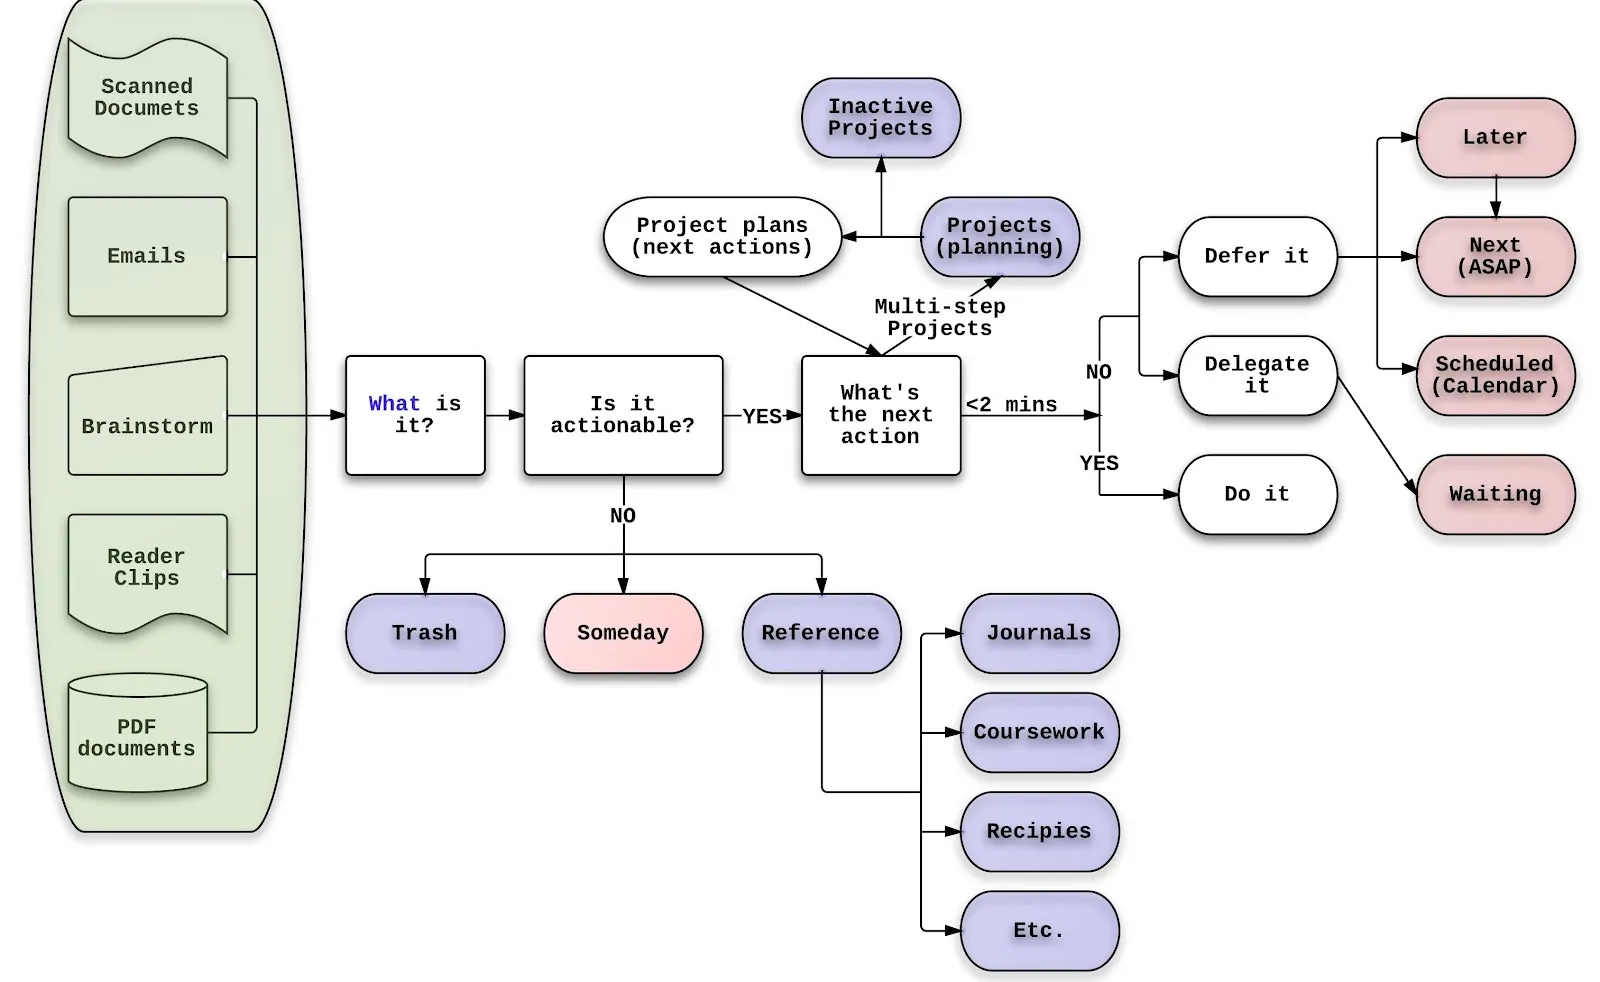 Scanned
Documets
Emails
Brainstorm
Reader
Clips
PDF
documents
What is
it?
Is it
actionable?
YES
NO
Trash
Someday
Reference
Journals
Coursework
Recipies
Etc.
What's
the next
action
Multi-step
Projects
Projects
(planning)
Project plans
(next actions)
Inactive
Projects
<2 mins
NO
YES
Defer it
Delegate
it
Do it
Later
Next
(ASAP)
Scheduled
(Calendar)
Waiting